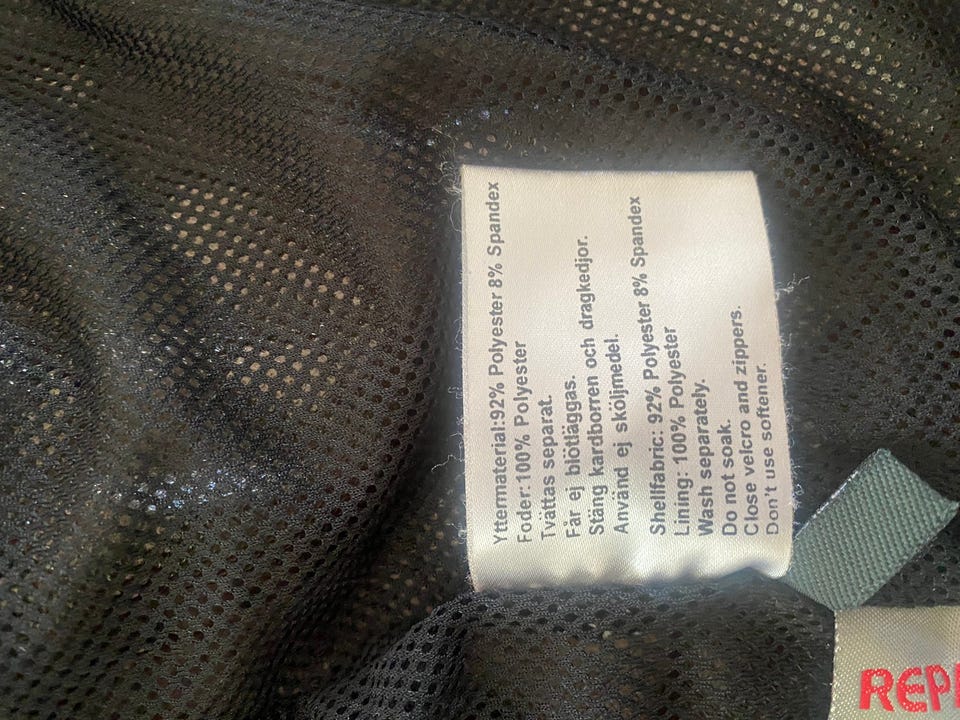 Yttermaterial:92% Polyester 8% Spandex
Foder:100% Polyester
Tvättas separat.
Får ej blötläggas.
Stäng kardborren och dragkedjor.
Använd ej sköljmedel.
Shellfabric: 92% Polyester 8% Spandex
Lining: 100% Polyester
Wash separately.
Do not soak.
Close velcro and zippers.
Don't use softener.